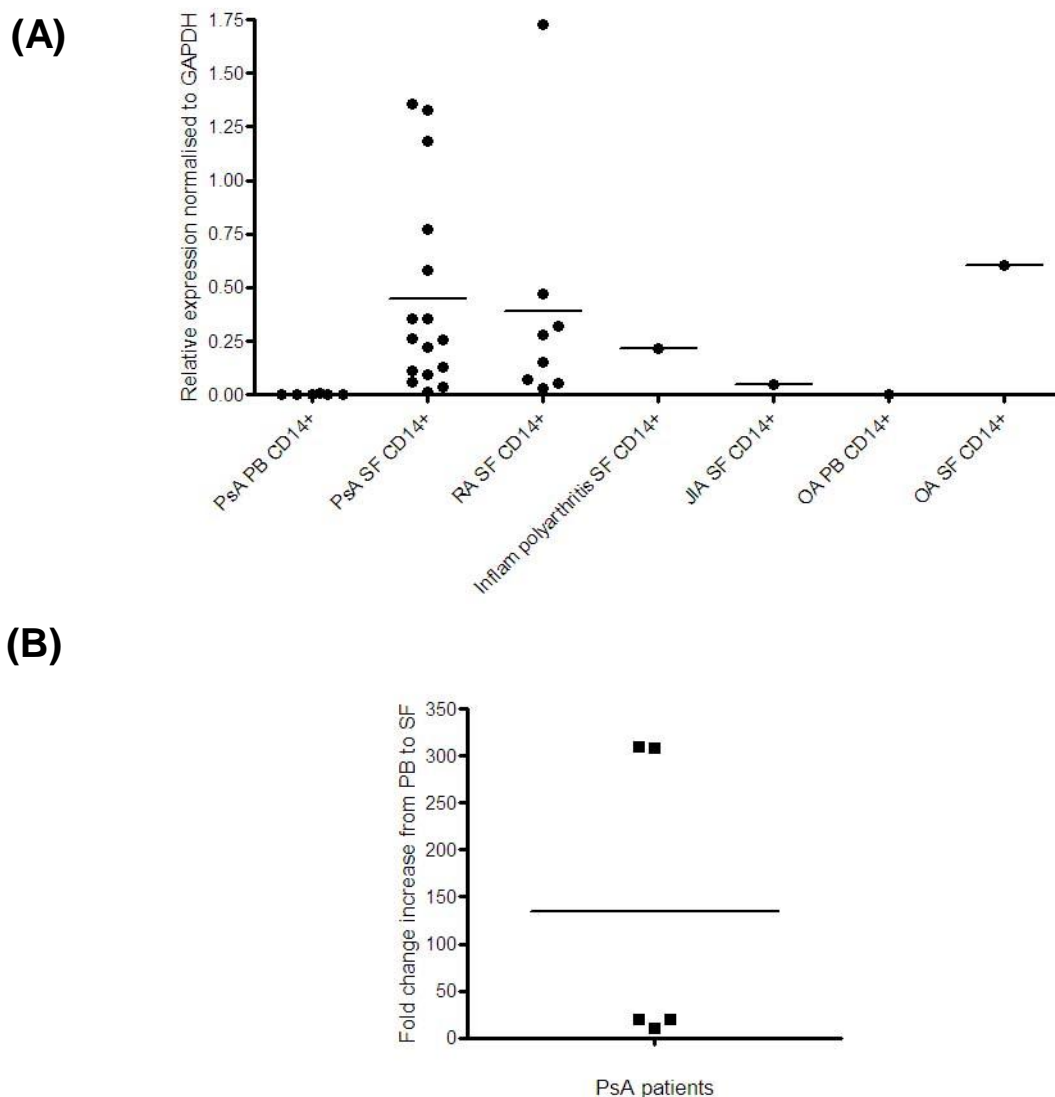 (A)
Relative expression normalised to GAPDH
1.75
1.50
1.25
1.00
0.75
0.50
0.25
0.00
PsA PB CD14+
PsA SF CD14+
RA SF CD14+
Inflam polyarthritis SF CD14+
JIA SF CD14+
OA PB CD14+
OA SF CD14+
(B)
Fold change increase from PB to SF
350
300
250
200
150
100
50
0
PsA patients